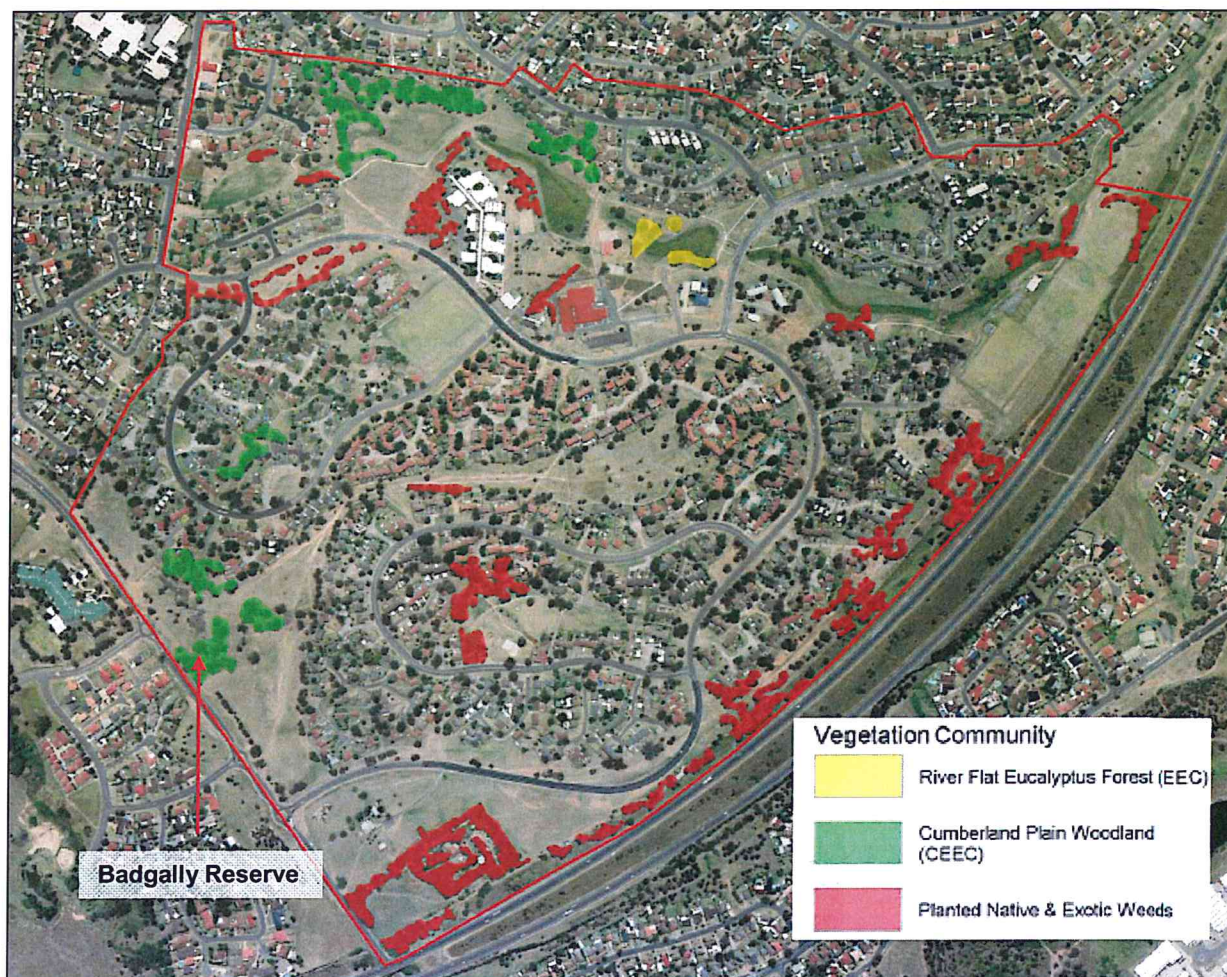 Badgally Reserve
Vegetation Community
River Flat Eucalyptus Forest (EEC)
Cumberland Plain Woodland
(CEEC)
Planted Native & Exotic Weeds